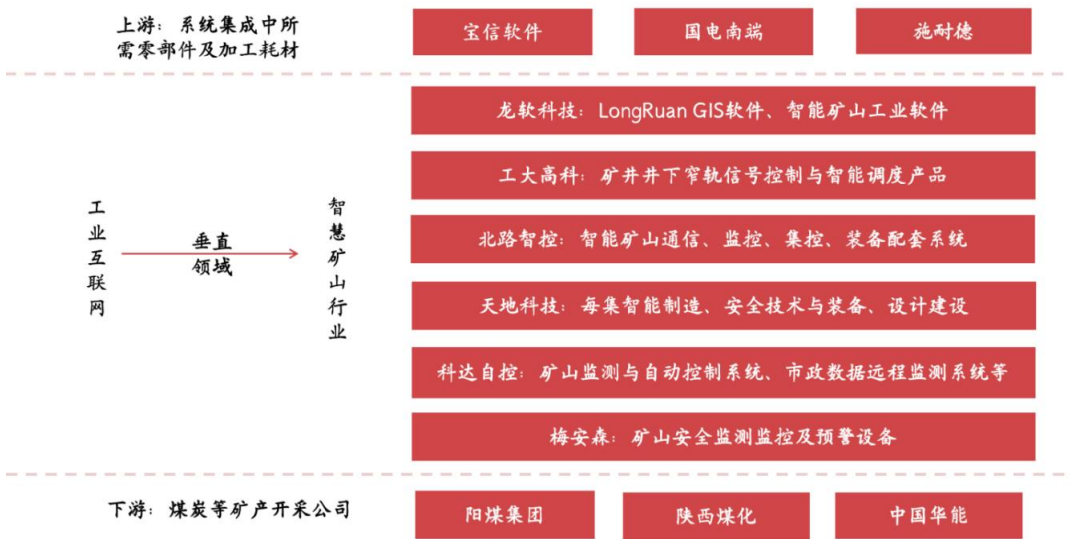 上游：系统集成中所
需零部件及加工耗材
宝信软件
国电南端
施耐德
龙软科技：LongRuan GIS软件、智能矿山工业软件
工大高科：矿井井下窄轨信号控制与智能调度产品
工业互联网
垂直
领域
智慧矿山行业
北路智控：智能矿山通信、监控、集控、装备配套系统
天地科技：每集智能制造、安全技术与装备、设计建设
科达自控：矿山监测与自动控制系统、市政数据远程监测系统等
梅安森：矿山安全监测监控及预警设备
下游：煤炭等矿产开采公司
阳煤集团
陕西煤化
中国华能